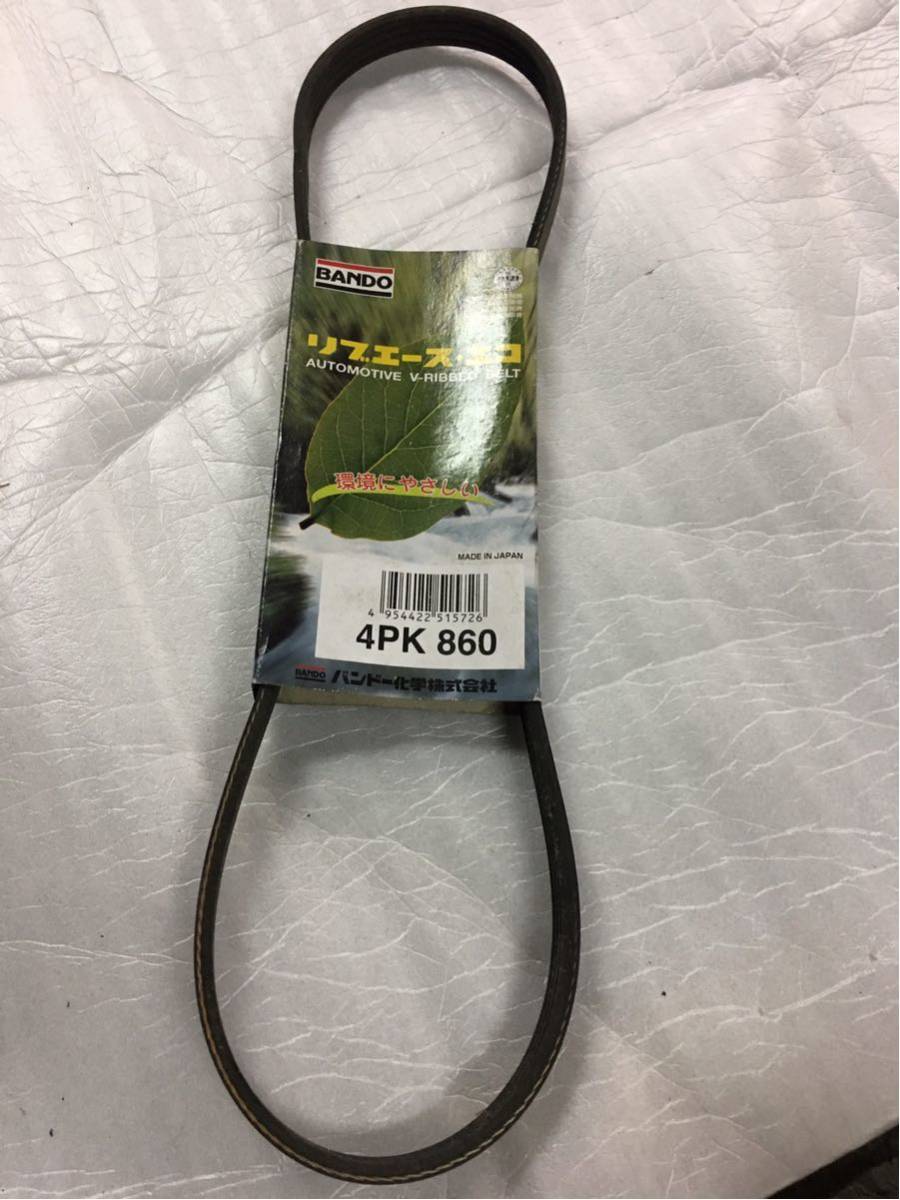 BANDO
リブエース・エコ
AUTOMOTIVE V-RIBBED BELT
環境にやさしい
MADE IN JAPAN
4 954422 515726
4PK 860
BANDO バンドー化学株式会社